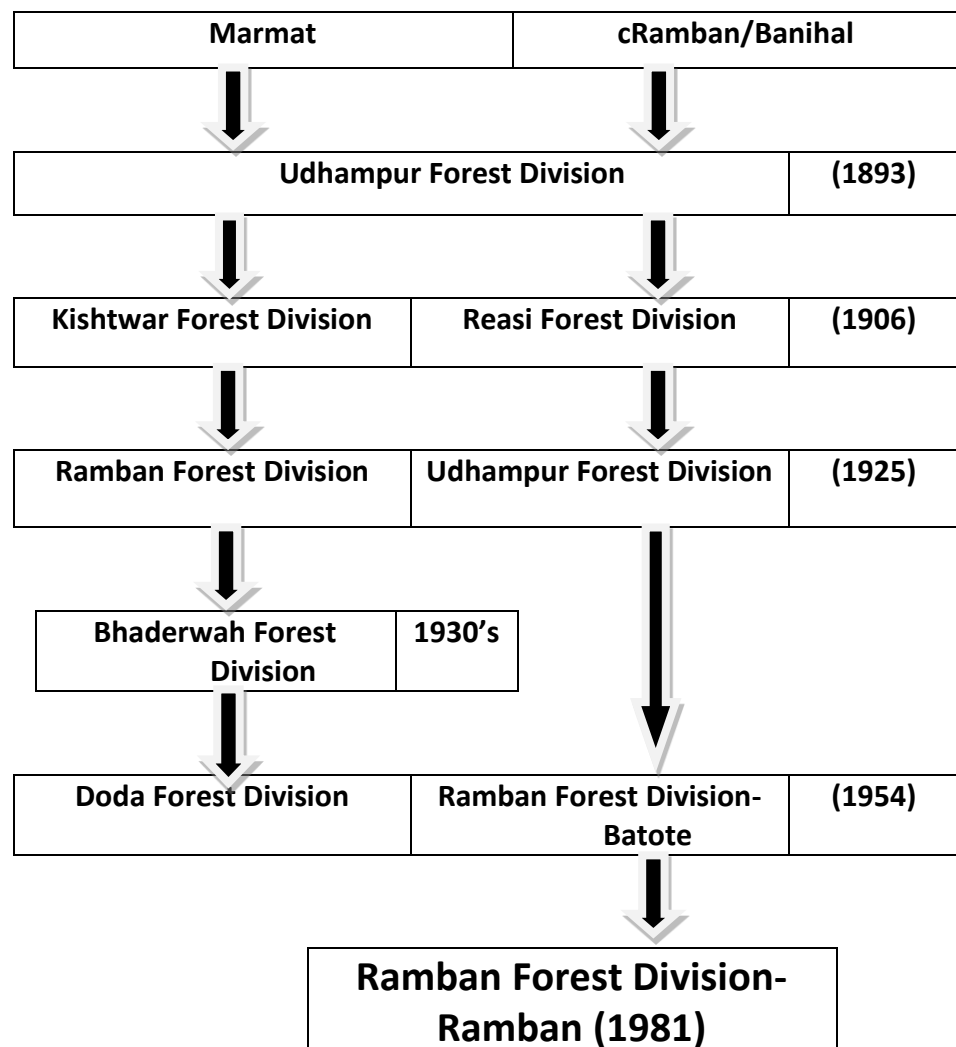 Marmat cRamban/Banihal
Udhampur Forest Division (1893)
Kishtwar Forest Division Reasi Forest Division (1906)
Ramban Forest Division Udhampur Forest Division (1925)
Bhaderwah Forest 1930’s
Division
Doda Forest Division Ramban Forest Division- (1954)
Batote
Ramban Forest Division-
Ramban (1981)